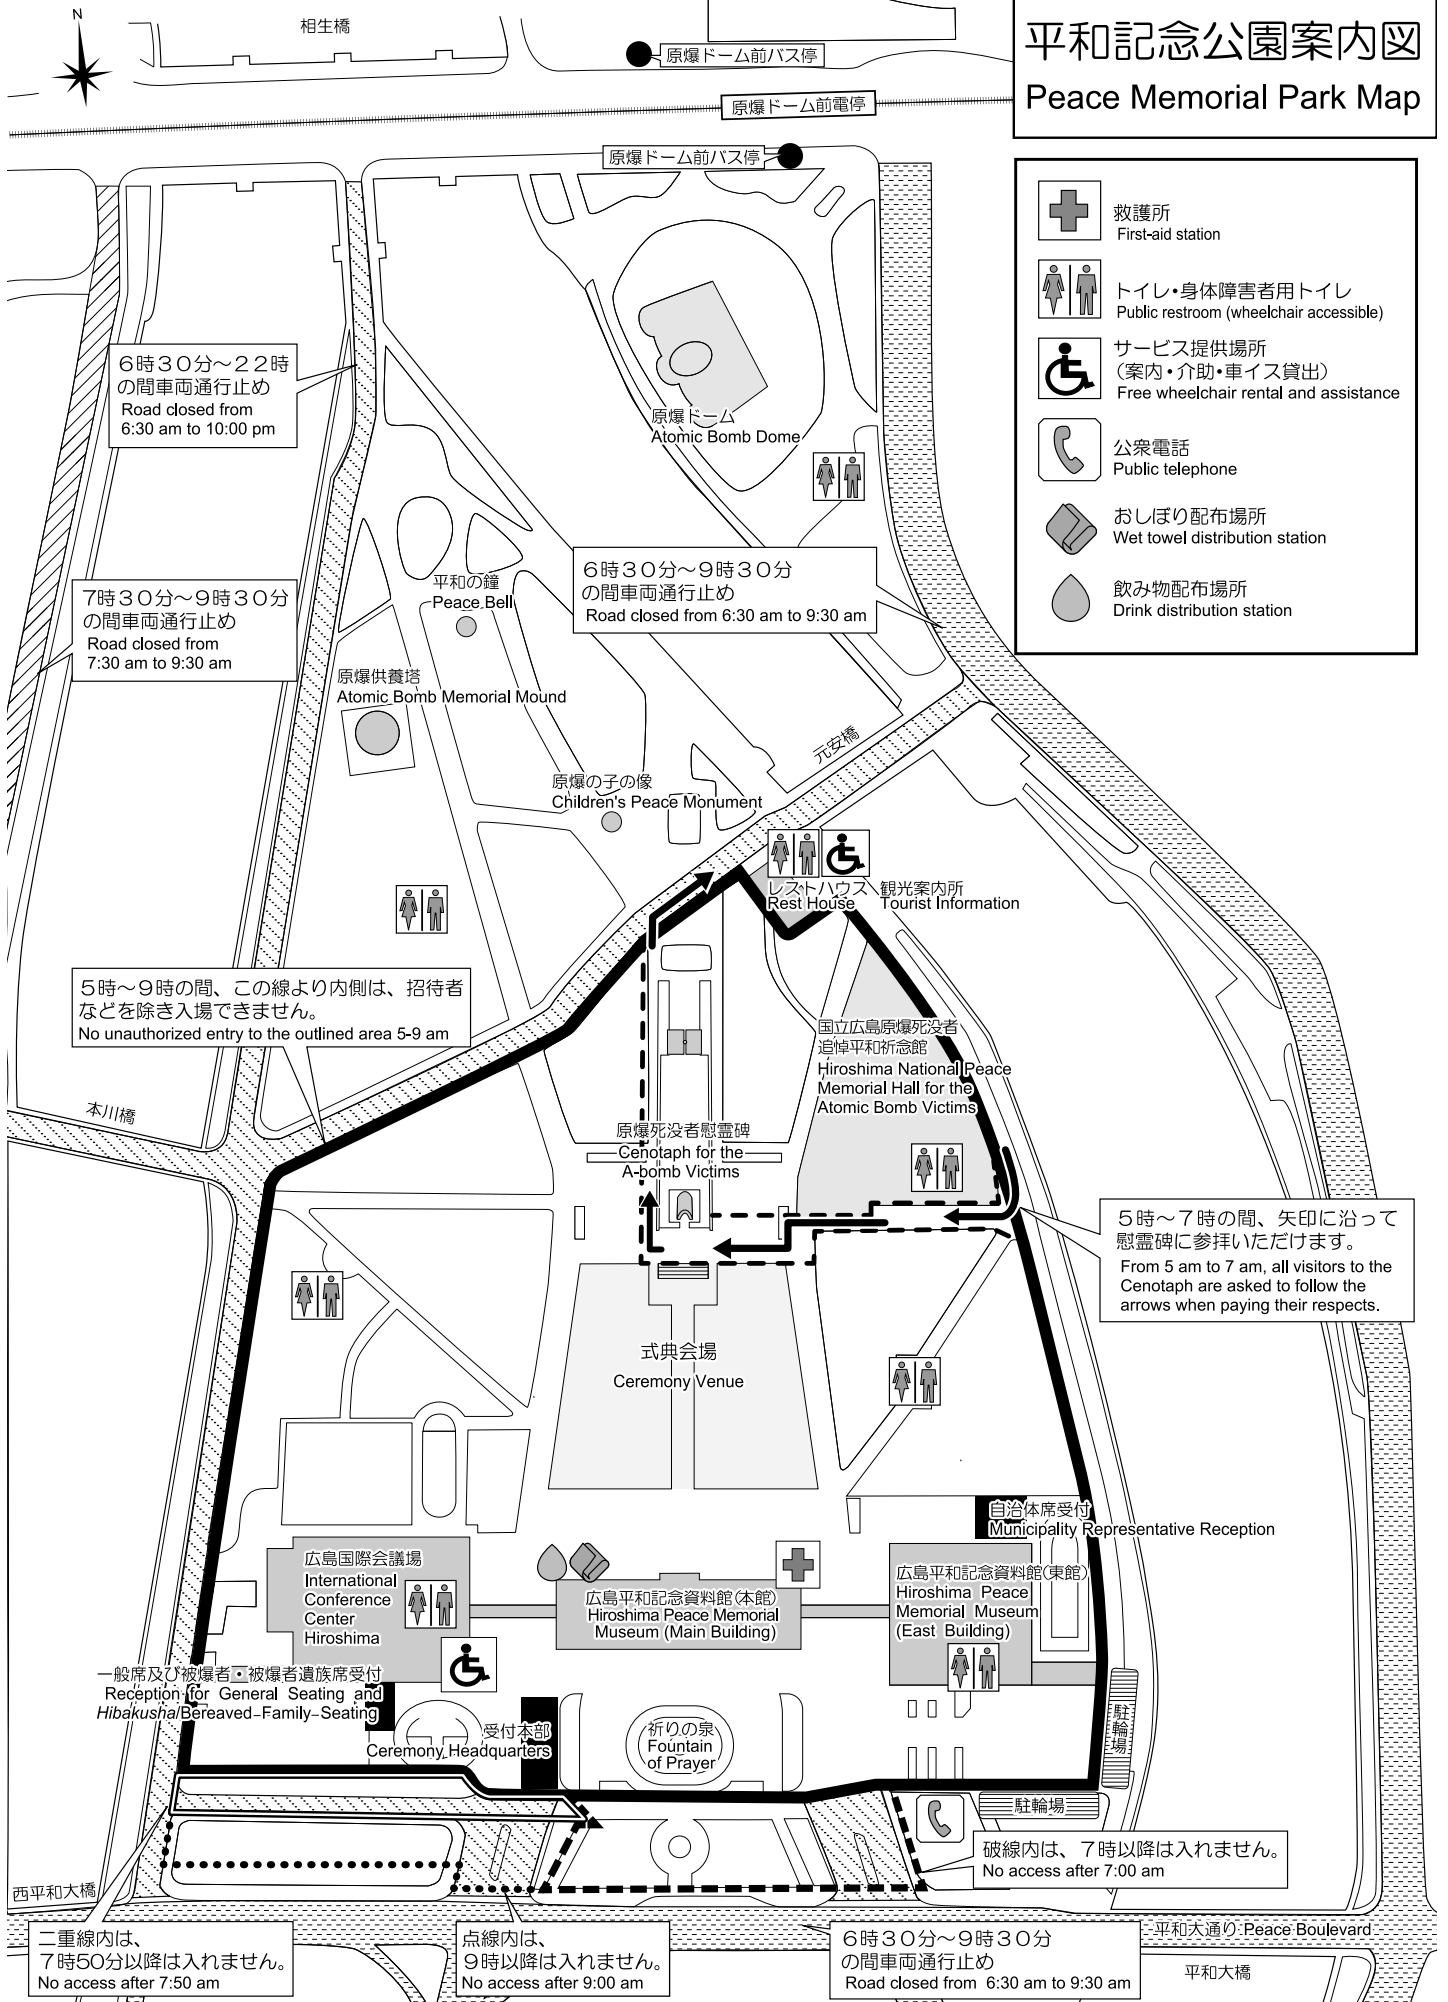 平和記念公園案内図
Peace Memorial Park Map
N
相生橋
原爆ドーム前バス停
原爆ドーム前電停
原爆ドーム前バス停
救護所
First-aid station
トイレ・身体障害者用トイレ
Public restroom (wheelchair accessible)
サービス提供場所
（案内・介助・車イス貸出）
Free wheelchair rental and assistance
公衆電話
Public telephone
おしぼり配布場所
Wet towel distribution station
飲み物配布場所
Drink distribution station
6時30分～22時
の間車両通行止め
Road closed from
6:30 am to 10:00 pm
原爆ドーム
Atomic Bomb Dome
7時30分～9時30分
の間車両通行止め
Road closed from
7:30 am to 9:30 am
平和の鐘
Peace Bell
6時30分～9時30分
の間車両通行止め
Road closed from 6:30 am to 9:30 am
原爆供養塔
Atomic Bomb Memorial Mound
元安橋
原爆の子の像
Children's Peace Monument
レストハウス
Rest House
観光案内所
Tourist Information
5時～9時の間、この線より内側は、招待者
などを除き入場できません。
No unauthorized entry to the outlined area 5-9 am
本川橋
国立広島原爆死没者
追悼平和祈念館
Hiroshima National Peace
Memorial Hall for the
Atomic Bomb Victims
原爆死没者慰霊碑
Cenotaph for the
A-bomb Victims
5時～7時の間、矢印に沿って
慰霊碑に参拝いただけます。
From 5 am to 7 am, all visitors to the
Cenotaph are asked to follow the
arrows when paying their respects.
式典会場
Ceremony Venue
自治体席受付
Municipality Representative Reception
広島国際会議場
International
Conference
Center
Hiroshima
広島平和記念資料館（本館）
Hiroshima Peace Memorial
Museum (Main Building)
広島平和記念資料館（東館）
Hiroshima Peace
Memorial Museum
(East Building)
一般席及び被爆者・被爆者遺族席受付
Reception for General Seating and
Hibakusha/Bereaved-Family-Seating
受付本部
Ceremony Headquarters
祈りの泉
Fountain
of Prayer
駐輪場
駐輪場
破線内は、7時以降は入れません。
No access after 7:00 am
西平和大橋
二重線内は、
7時50分以降は入れません。
No access after 7:50 am
点線内は、
9時以降は入れません。
No access after 9:00 am
6時30分～9時30分
の間車両通行止め
Road closed from 6:30 am to 9:30 am
平和大通り Peace Boulevard
平和大橋